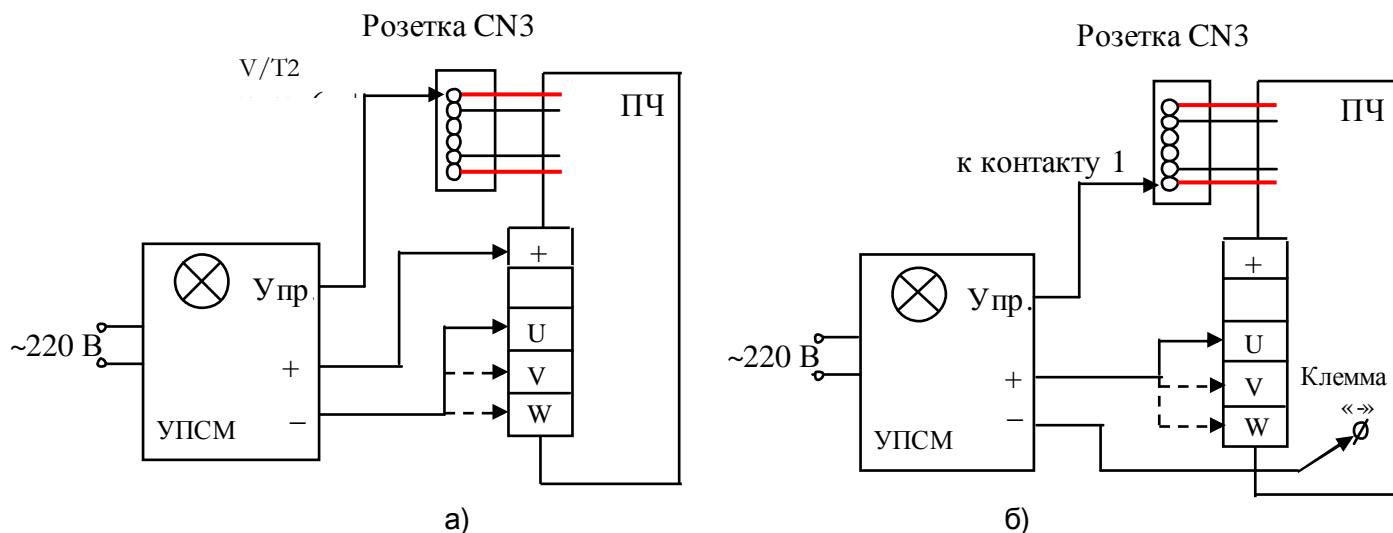 Розетка CN3
V/T2
ПЧ
Упр.
+
~220 В
U
+
V
−
W
УПСМ
а)
Розетка CN3
ПЧ
к контакту 1
+
Упр.
~220 В
U
+
V
Клемма
«-»
−
W
УПСМ
б)